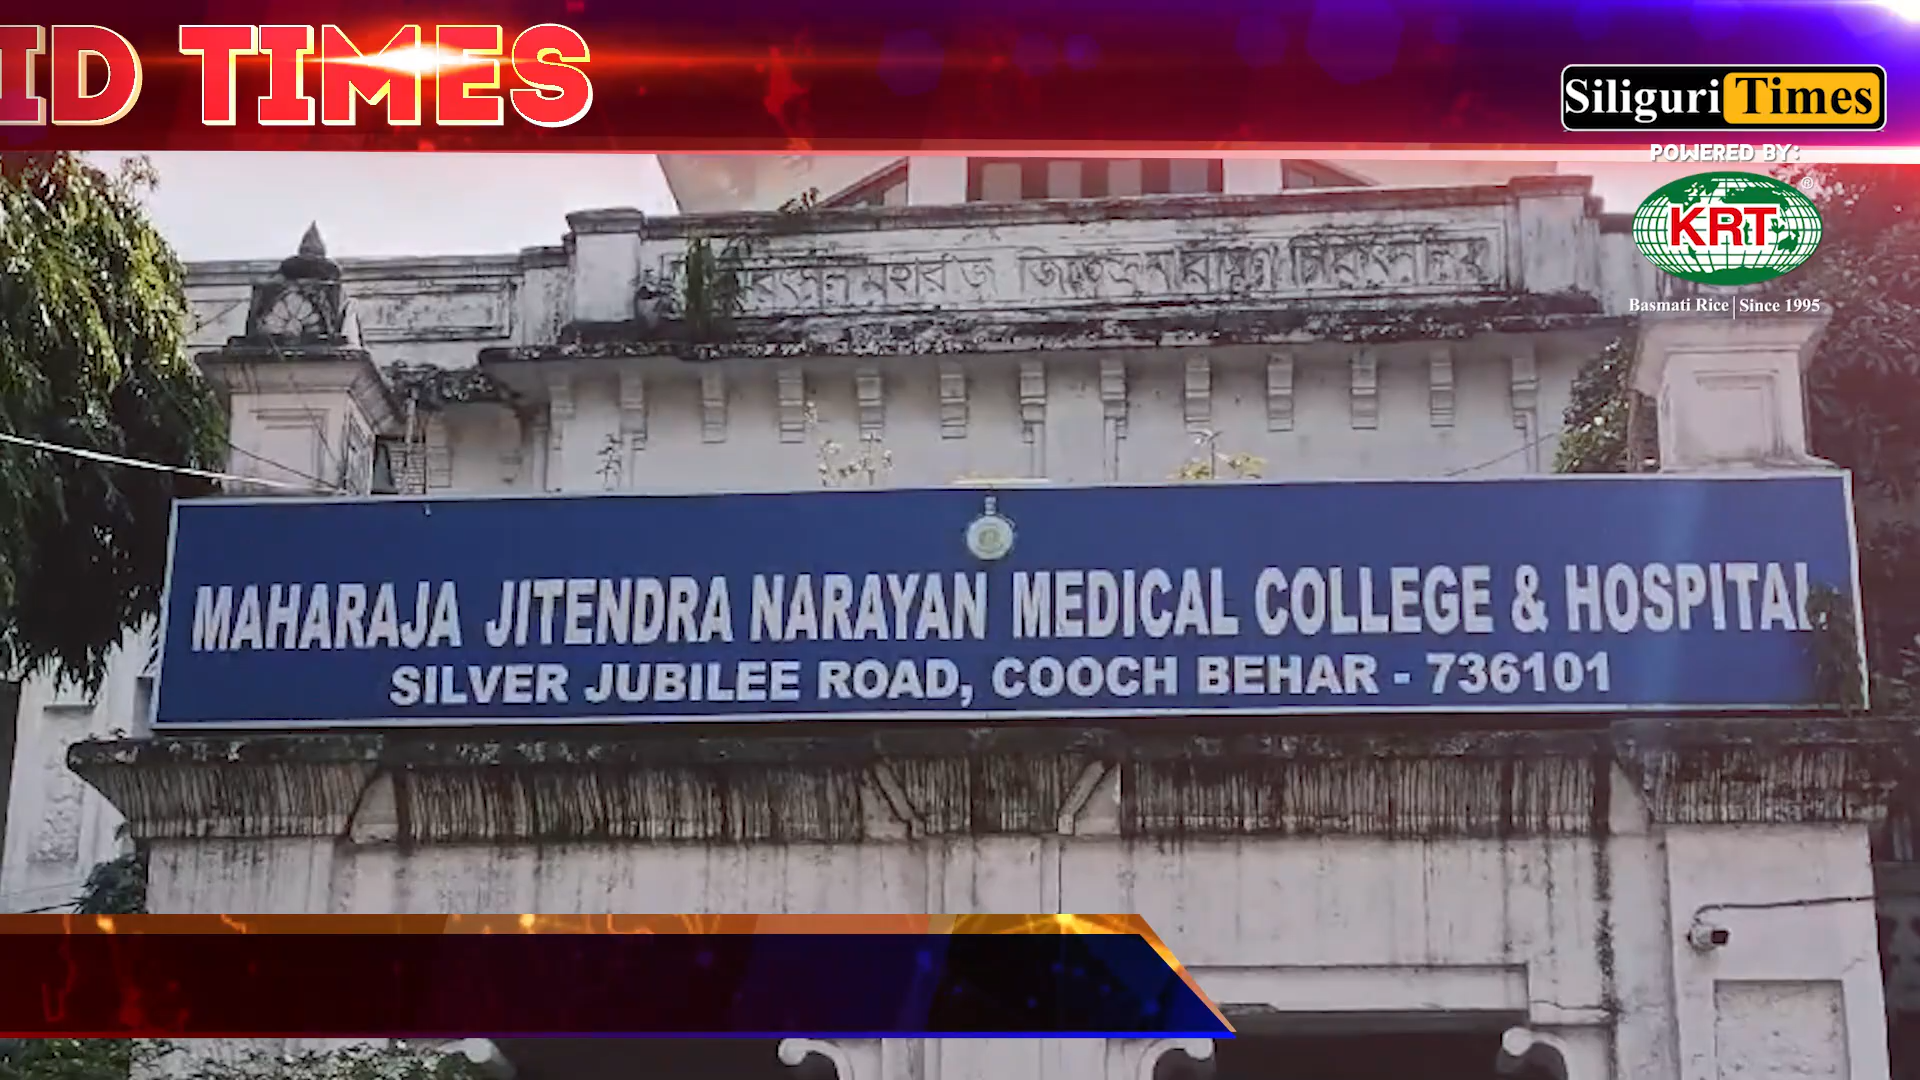 ID TIMES
Siliguri Times
POWERED BY:
KRT
®
Basmati Rice | Since 1995
MAHARAJA JITENDRA NARAYAN MEDICAL COLLEGE & HOSPITAL
SILVER JUBILEE ROAD, COOCH BEHAR - 736101